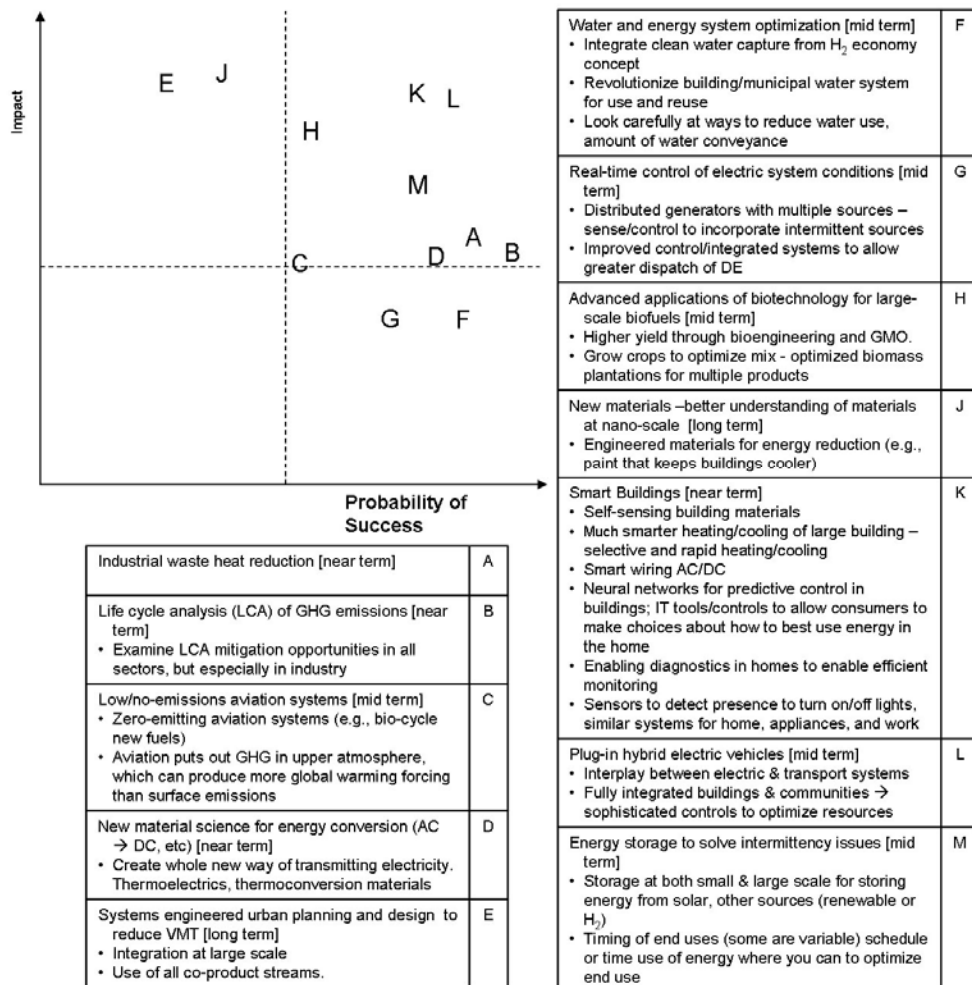 Impact
E
J
K
L
H
M
A
B
D
C
G
F
Probability of
Success
Industrial waste heat reduction [near term]
A
Life cycle analysis (LCA) of GHG emissions [near
term]
• Examine LCA mitigation opportunities in all
sectors, but especially in industry
B
Low/no-emissions aviation systems [mid term]
• Zero-emitting aviation systems (e.g., bio-cycle
new fuels)
• Aviation puts out GHG in upper atmosphere,
which can produce more global warming forcing
than surface emissions
C
New material science for energy conversion (AC
→ DC, etc) [near term]
• Create whole new way of transmitting electricity.
Thermoelectrics, thermoconversion materials
D
Systems engineered urban planning and design to
reduce VMT [long term]
• Integration at large scale
• Use of all co-product streams.
E
Water and energy system optimization [mid term]
• Integrate clean water capture from H₂ economy
concept
• Revolutionize building/municipal water system
for use and reuse
• Look carefully at ways to reduce water use,
amount of water conveyance
F
Real-time control of electric system conditions [mid
term]
• Distributed generators with multiple sources –
sense/control to incorporate intermittent sources
• Improved control/integrated systems to allow
greater dispatch of DE
G
Advanced applications of biotechnology for large-
scale biofuels [mid term]
• Higher yield through bioengineering and GMO.
• Grow crops to optimize mix - optimized biomass
plantations for multiple products
H
New materials –better understanding of materials
at nano-scale [long term]
• Engineered materials for energy reduction (e.g.,
paint that keeps buildings cooler)
J
Smart Buildings [near term]
• Self-sensing building materials
• Much smarter heating/cooling of large building –
selective and rapid heating/cooling
• Smart wiring AC/DC
• Neural networks for predictive control in
buildings; IT tools/controls to allow consumers to
make choices about how to best use energy in
the home
• Enabling diagnostics in homes to enable efficient
monitoring
• Sensors to detect presence to turn on/off lights,
similar systems for home, appliances, and work
K
Plug-in hybrid electric vehicles [mid term]
• Interplay between electric & transport systems
• Fully integrated buildings & communities →
sophisticated controls to optimize resources
L
Energy storage to solve intermittency issues [mid
term]
• Storage at both small & large scale for storing
energy from solar, other sources (renewable or
H₂)
• Timing of end uses (some are variable) schedule
or time use of energy where you can to optimize
end use
M